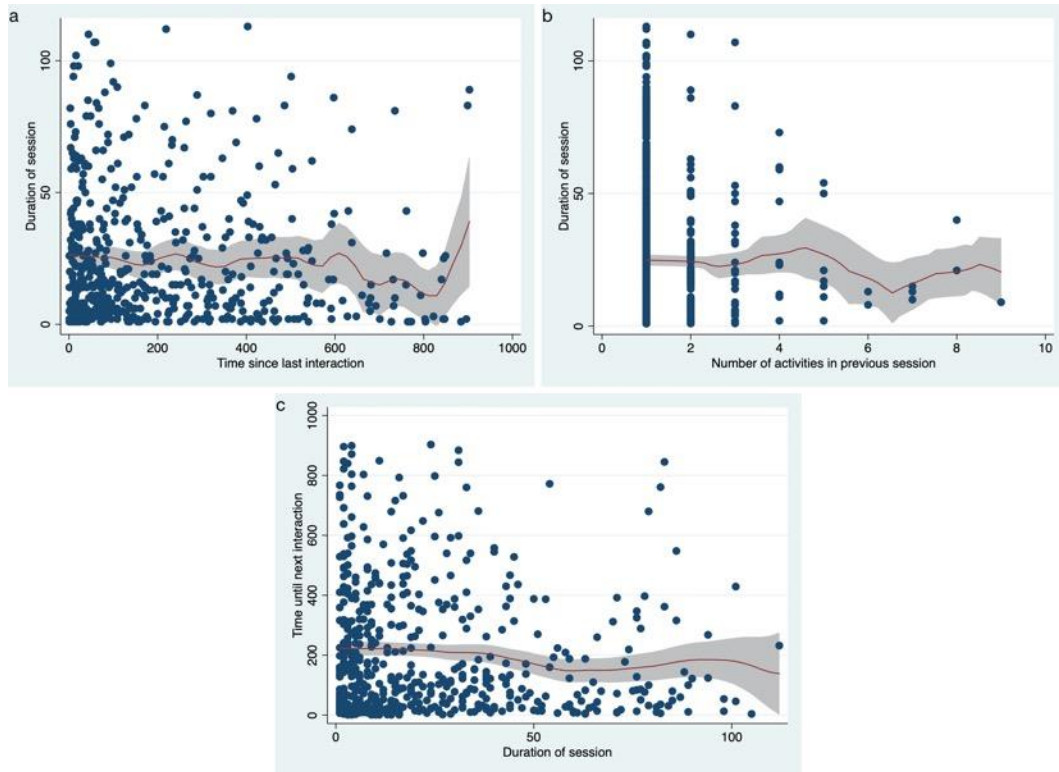 a
Duration of session
100
50
0
0 200 400 600 800 1000
Time since last interaction
b
Duration of session
100
50
0
0 2 4 6 8 10
Number of activities in previous session
c
Time until next interaction
1000
800
600
400
200
0
0 50 100
Duration of session